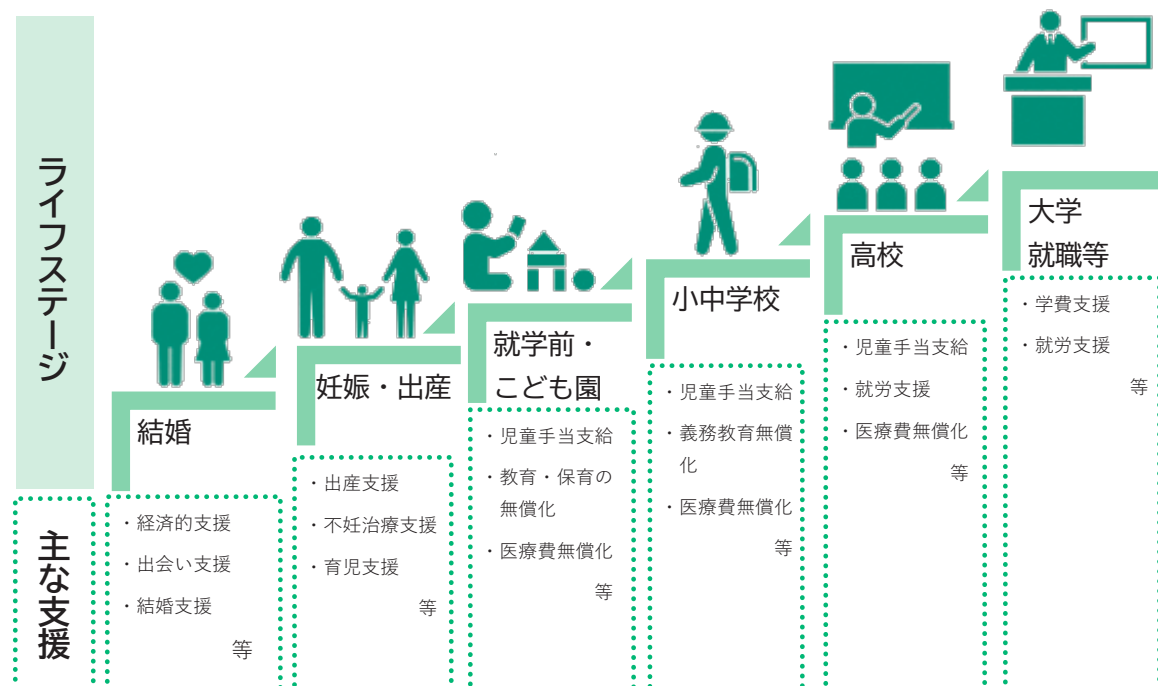 ライフステージ
結婚
妊娠・出産
就学前・
こども園
小中学校
高校
大学
就職等
主な支援
・経済的支援
・出会い支援
・結婚支援
等
・出産支援
・不妊治療支援
・育児支援
等
・児童手当支給
・教育・保育の
無償化
・医療費無償化
等
・児童手当支給
・義務教育無償
化
・医療費無償化
等
・児童手当支給
・就労支援
・医療費無償化
等
・学費支援
・就労支援
等